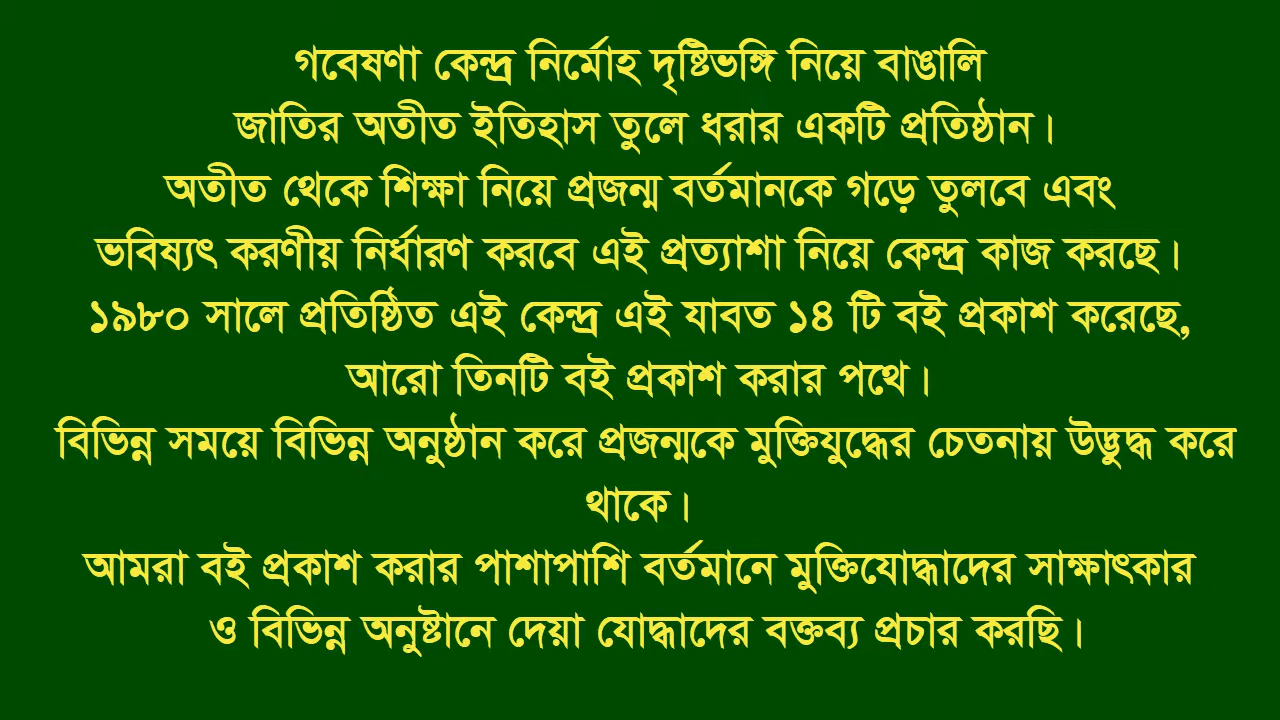 গবেষণা কেন্দ্র নির্মোহ দৃষ্টিভঙ্গি নিয়ে বাঙালি
জাতির অতীত ইতিহাস তুলে ধরার একটি প্রতিষ্ঠান।
অতীত থেকে শিক্ষা নিয়ে প্রজন্ম বর্তমানকে গড়ে তুলবে এবং
ভবিষ্যৎ করণীয় নির্ধারণ করবে এই প্রত্যাশা নিয়ে কেন্দ্র কাজ করছে।
১৯৮০ সালে প্রতিষ্ঠিত এই কেন্দ্র এই যাবত ১৪ টি বই প্রকাশ করেছে,
আরো তিনটি বই প্রকাশ করার পথে।
বিভিন্ন সময়ে বিভিন্ন অনুষ্ঠান করে প্রজন্মকে মুক্তিযুদ্ধের চেতনায় উদ্ভুদ্ধ করে
থাকে।
আমরা বই প্রকাশ করার পাশাপাশি বর্তমানে মুক্তিযোদ্ধাদের সাক্ষাৎকার
ও বিভিন্ন অনুষ্টানে দেয়া যোদ্ধাদের বক্তব্য প্রচার করছি।